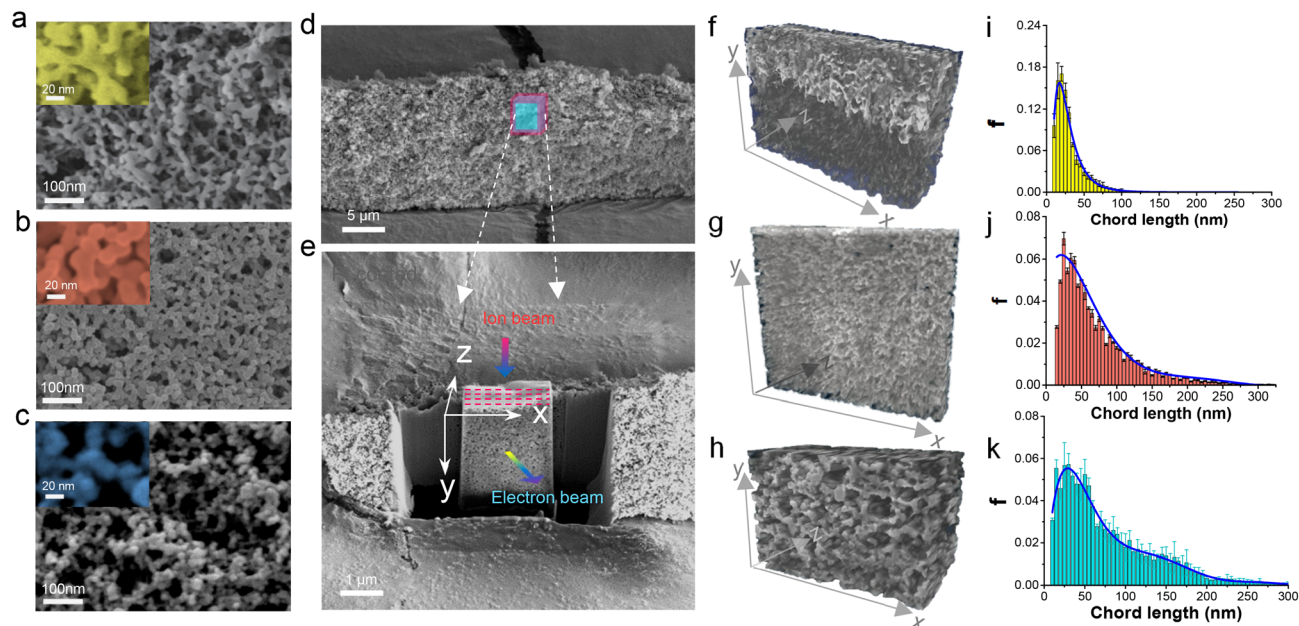 a
20 nm
100nm
b
20 nm
100nm
c
20 nm
100nm
d
5 µm
e
Ion beam
z
x
y
Electron beam
1 µm
f
y
z
x
g
y
z
x
h
y
z
x
i
f
0.24
0.18
0.12
0.06
0.00
0 50 100 150 200 250 300
Chord length (nm)
j
f
0.08
0.06
0.04
0.02
0.00
0 50 100 150 200 250 300
Chord length (nm)
k
f
0.08
0.06
0.04
0.02
0.00
0 50 100 150 200 250 300
Chord length (nm)